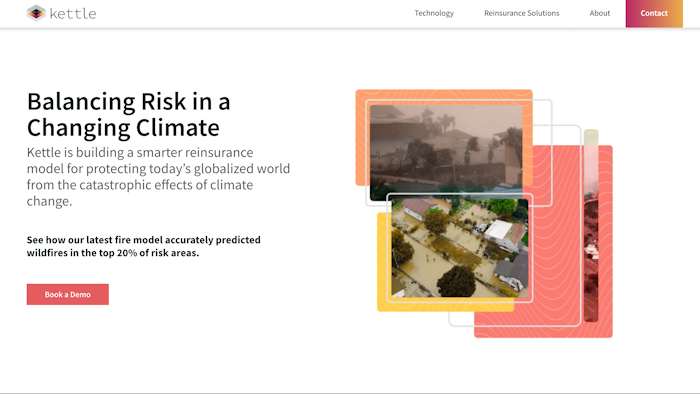 kettle
Technology
Reinsurance Solutions
About
Contact
Balancing Risk in a
Changing Climate
Kettle is building a smarter reinsurance
model for protecting today’s globalized world
from the catastrophic effects of climate
change.
See how our latest fire model accurately predicted
wildfires in the top 20% of risk areas.
Book a Demo